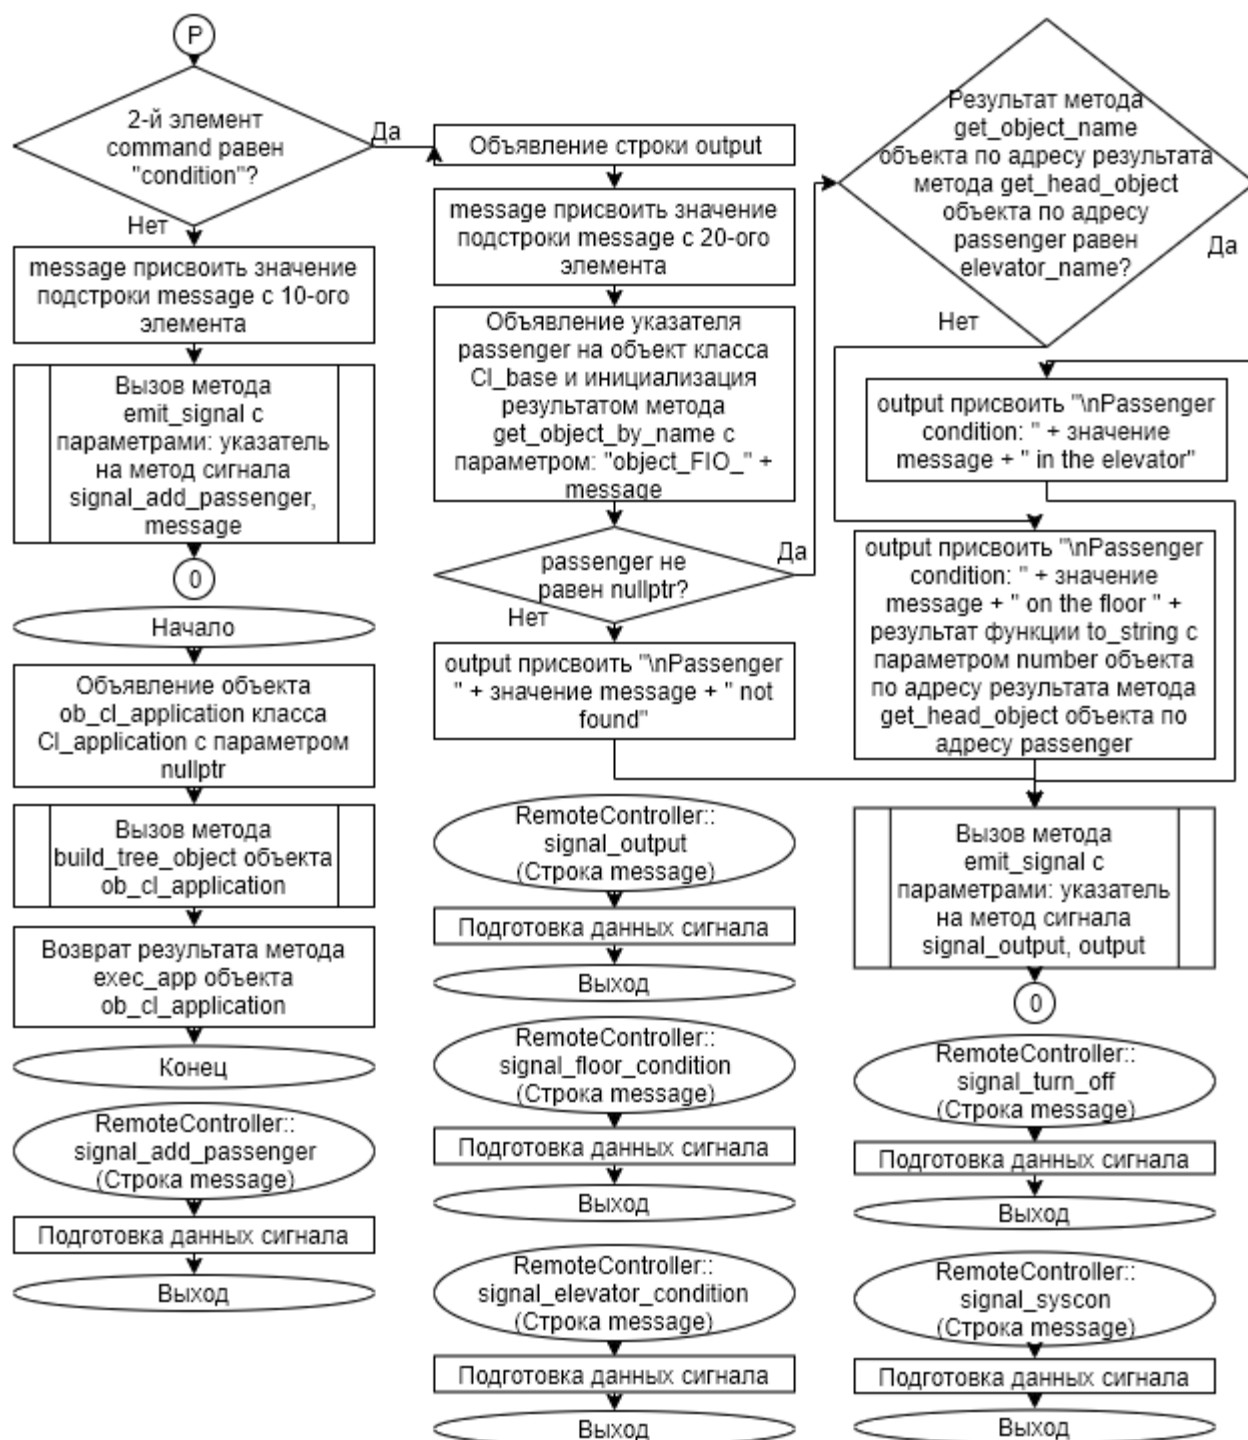 P
2-й элемент
command равен
"condition"?
Да
Нет
message присвоить значение
подстроки message с 10-ого
элемента
Вызов метода
emit_signal с
параметрами: указатель
на метод сигнала
signal_add_passenger,
message
0
Начало
Объявление объекта
ob_cl_application класса
Cl_application с параметром
nullptr
Вызов метода
build_tree_object объекта
ob_cl_application
Возврат результата метода
exec_app объекта
ob_cl_application
Конец
RemoteController::
signal_add_passenger
(Строка message)
Подготовка данных сигнала
Выход
Объявление строки output
message присвоить значение
подстроки message с 20-ого
элемента
Объявление указателя
passenger на объект класса
Cl_base и инициализация
результатом метода
get_object_by_name с
параметром: "object_FIO_" +
message
passenger не
равен nullptr?
Да
Нет
output присвоить "\nPassenger
" + значение message + " not
found"
RemoteController::
signal_output
(Строка message)
Подготовка данных сигнала
Выход
RemoteController::
signal_floor_condition
(Строка message)
Подготовка данных сигнала
Выход
RemoteController::
signal_elevator_condition
(Строка message)
Подготовка данных сигнала
Выход
Результат метода
get_object_name
объекта по адресу результата
метода get_head_object
объекта по адресу
passenger равен
elevator_name?
Да
Нет
output присвоить "\nPassenger
condition: " + значение
message + " in the elevator"
output присвоить "\nPassenger
condition: " + значение
message + " on the floor " +
результат функции to_string с
параметром number объекта
по адресу результата метода
get_head_object объекта по
адресу passenger
Вызов метода
emit_signal с
параметрами: указатель
на метод сигнала
signal_output, output
0
RemoteController::
signal_turn_off
(Строка message)
Подготовка данных сигнала
Выход
RemoteController::
signal_syscon
(Строка message)
Подготовка данных сигнала
Выход